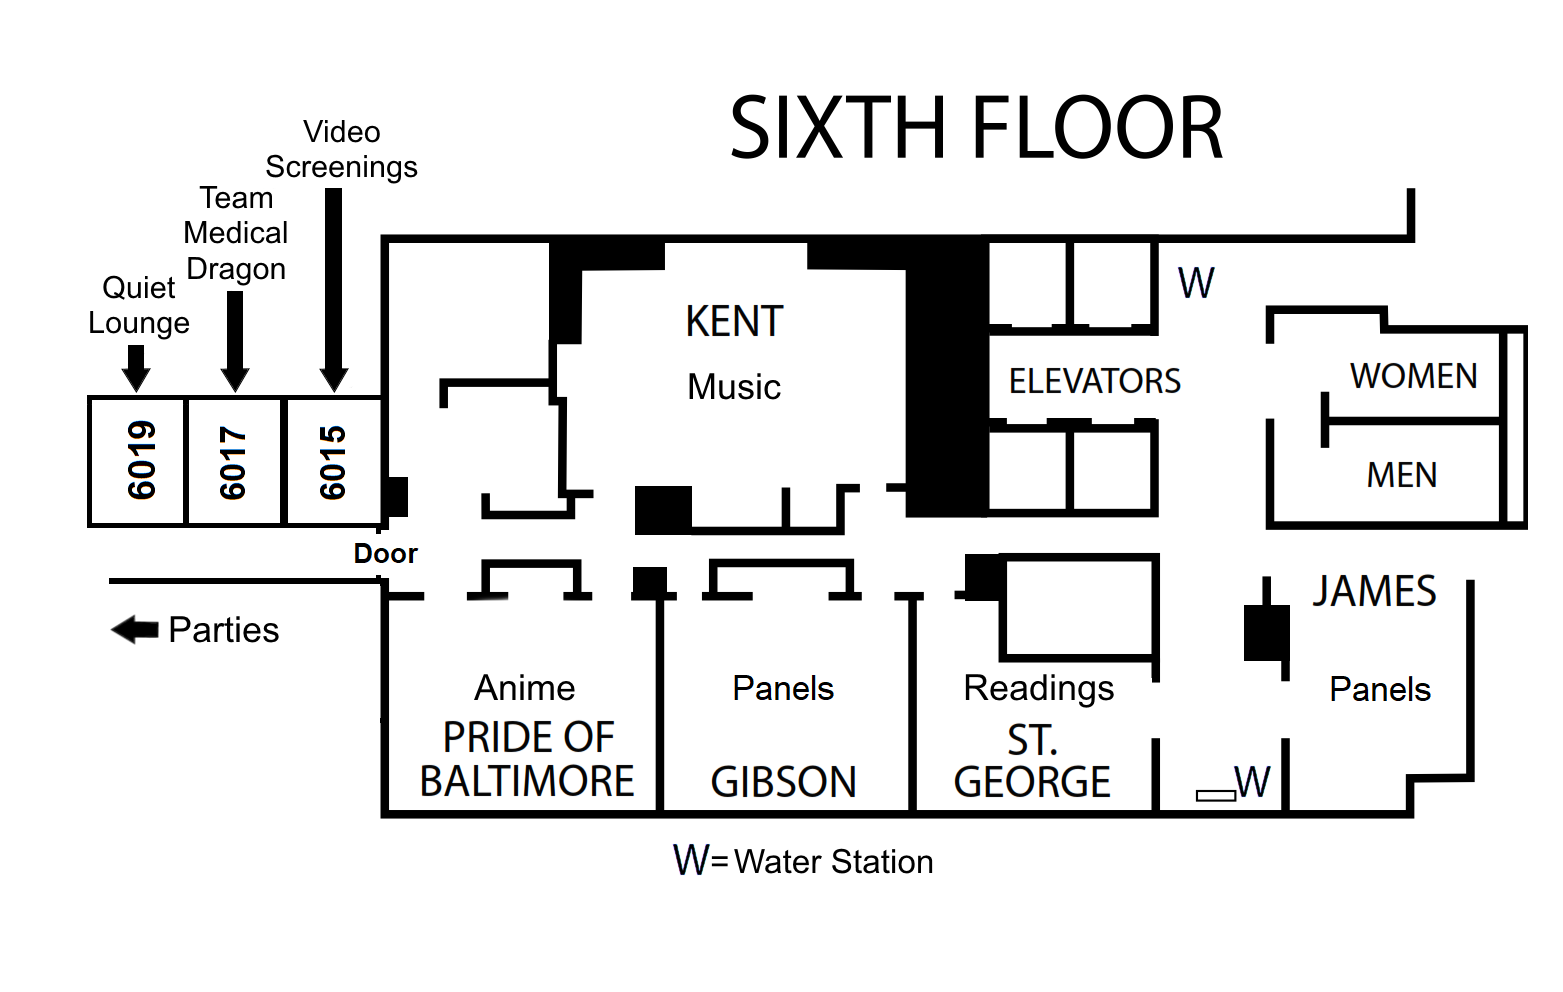 SIXTH FLOOR
Video
Screenings
Team
Medical
Dragon
Quiet
Lounge
6019
6017
6015
Door
Parties
KENT
Music
ELEVATORS
W
WOMEN
MEN
JAMES
Panels
Anime
PRIDE OF
BALTIMORE
Panels
GIBSON
Readings
ST.
GEORGE
W
W= Water Station